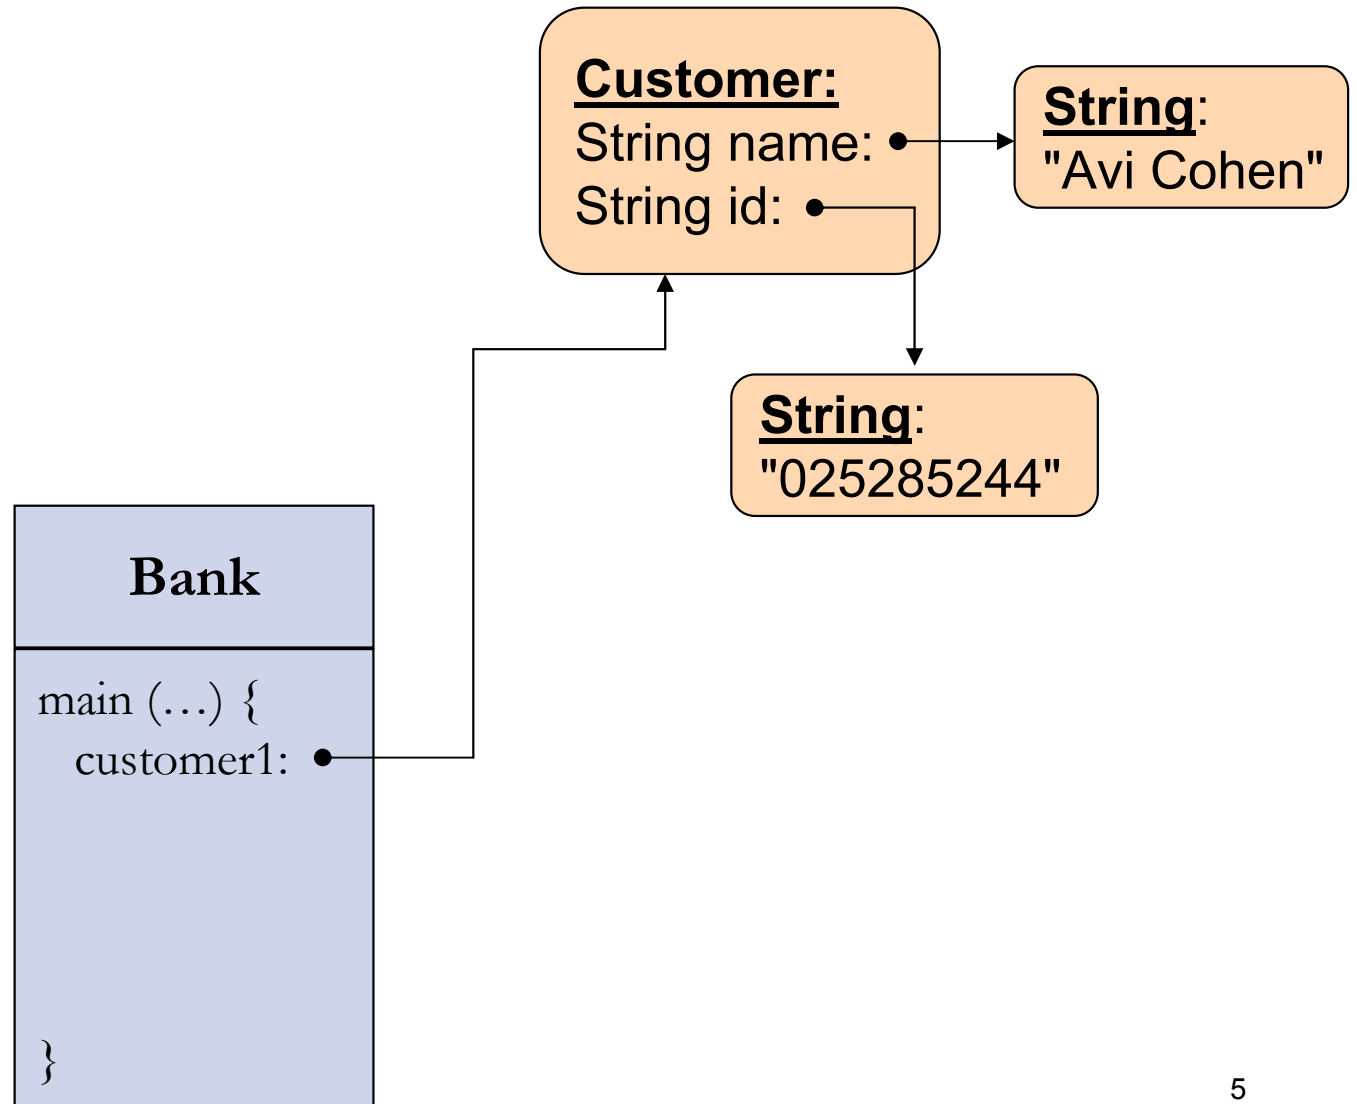 Customer:
String name:
String id:
String:
"Avi Cohen"
String:
"025285244"
Bank
main (…) {
customer1:
}
5